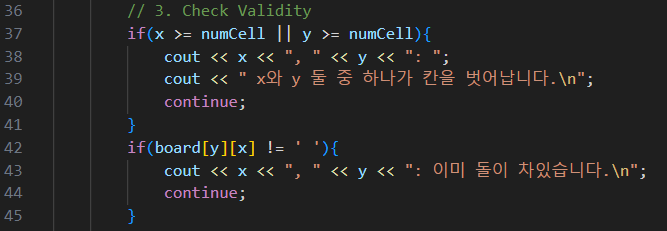 36 // 3. Check Validity
37 if(x >= numCell || y >= numCell){
38 cout << x << ", " << y << ": ";
39 cout << " x와 y 둘 중 하나가 칸을 벗어납니다.\n";
40 continue;
41 }
42 if(board[y][x] != ' '){
43 cout << x << ", " << y << ": 이미 돌이 차있습니다.\n";
44 continue;
45 }